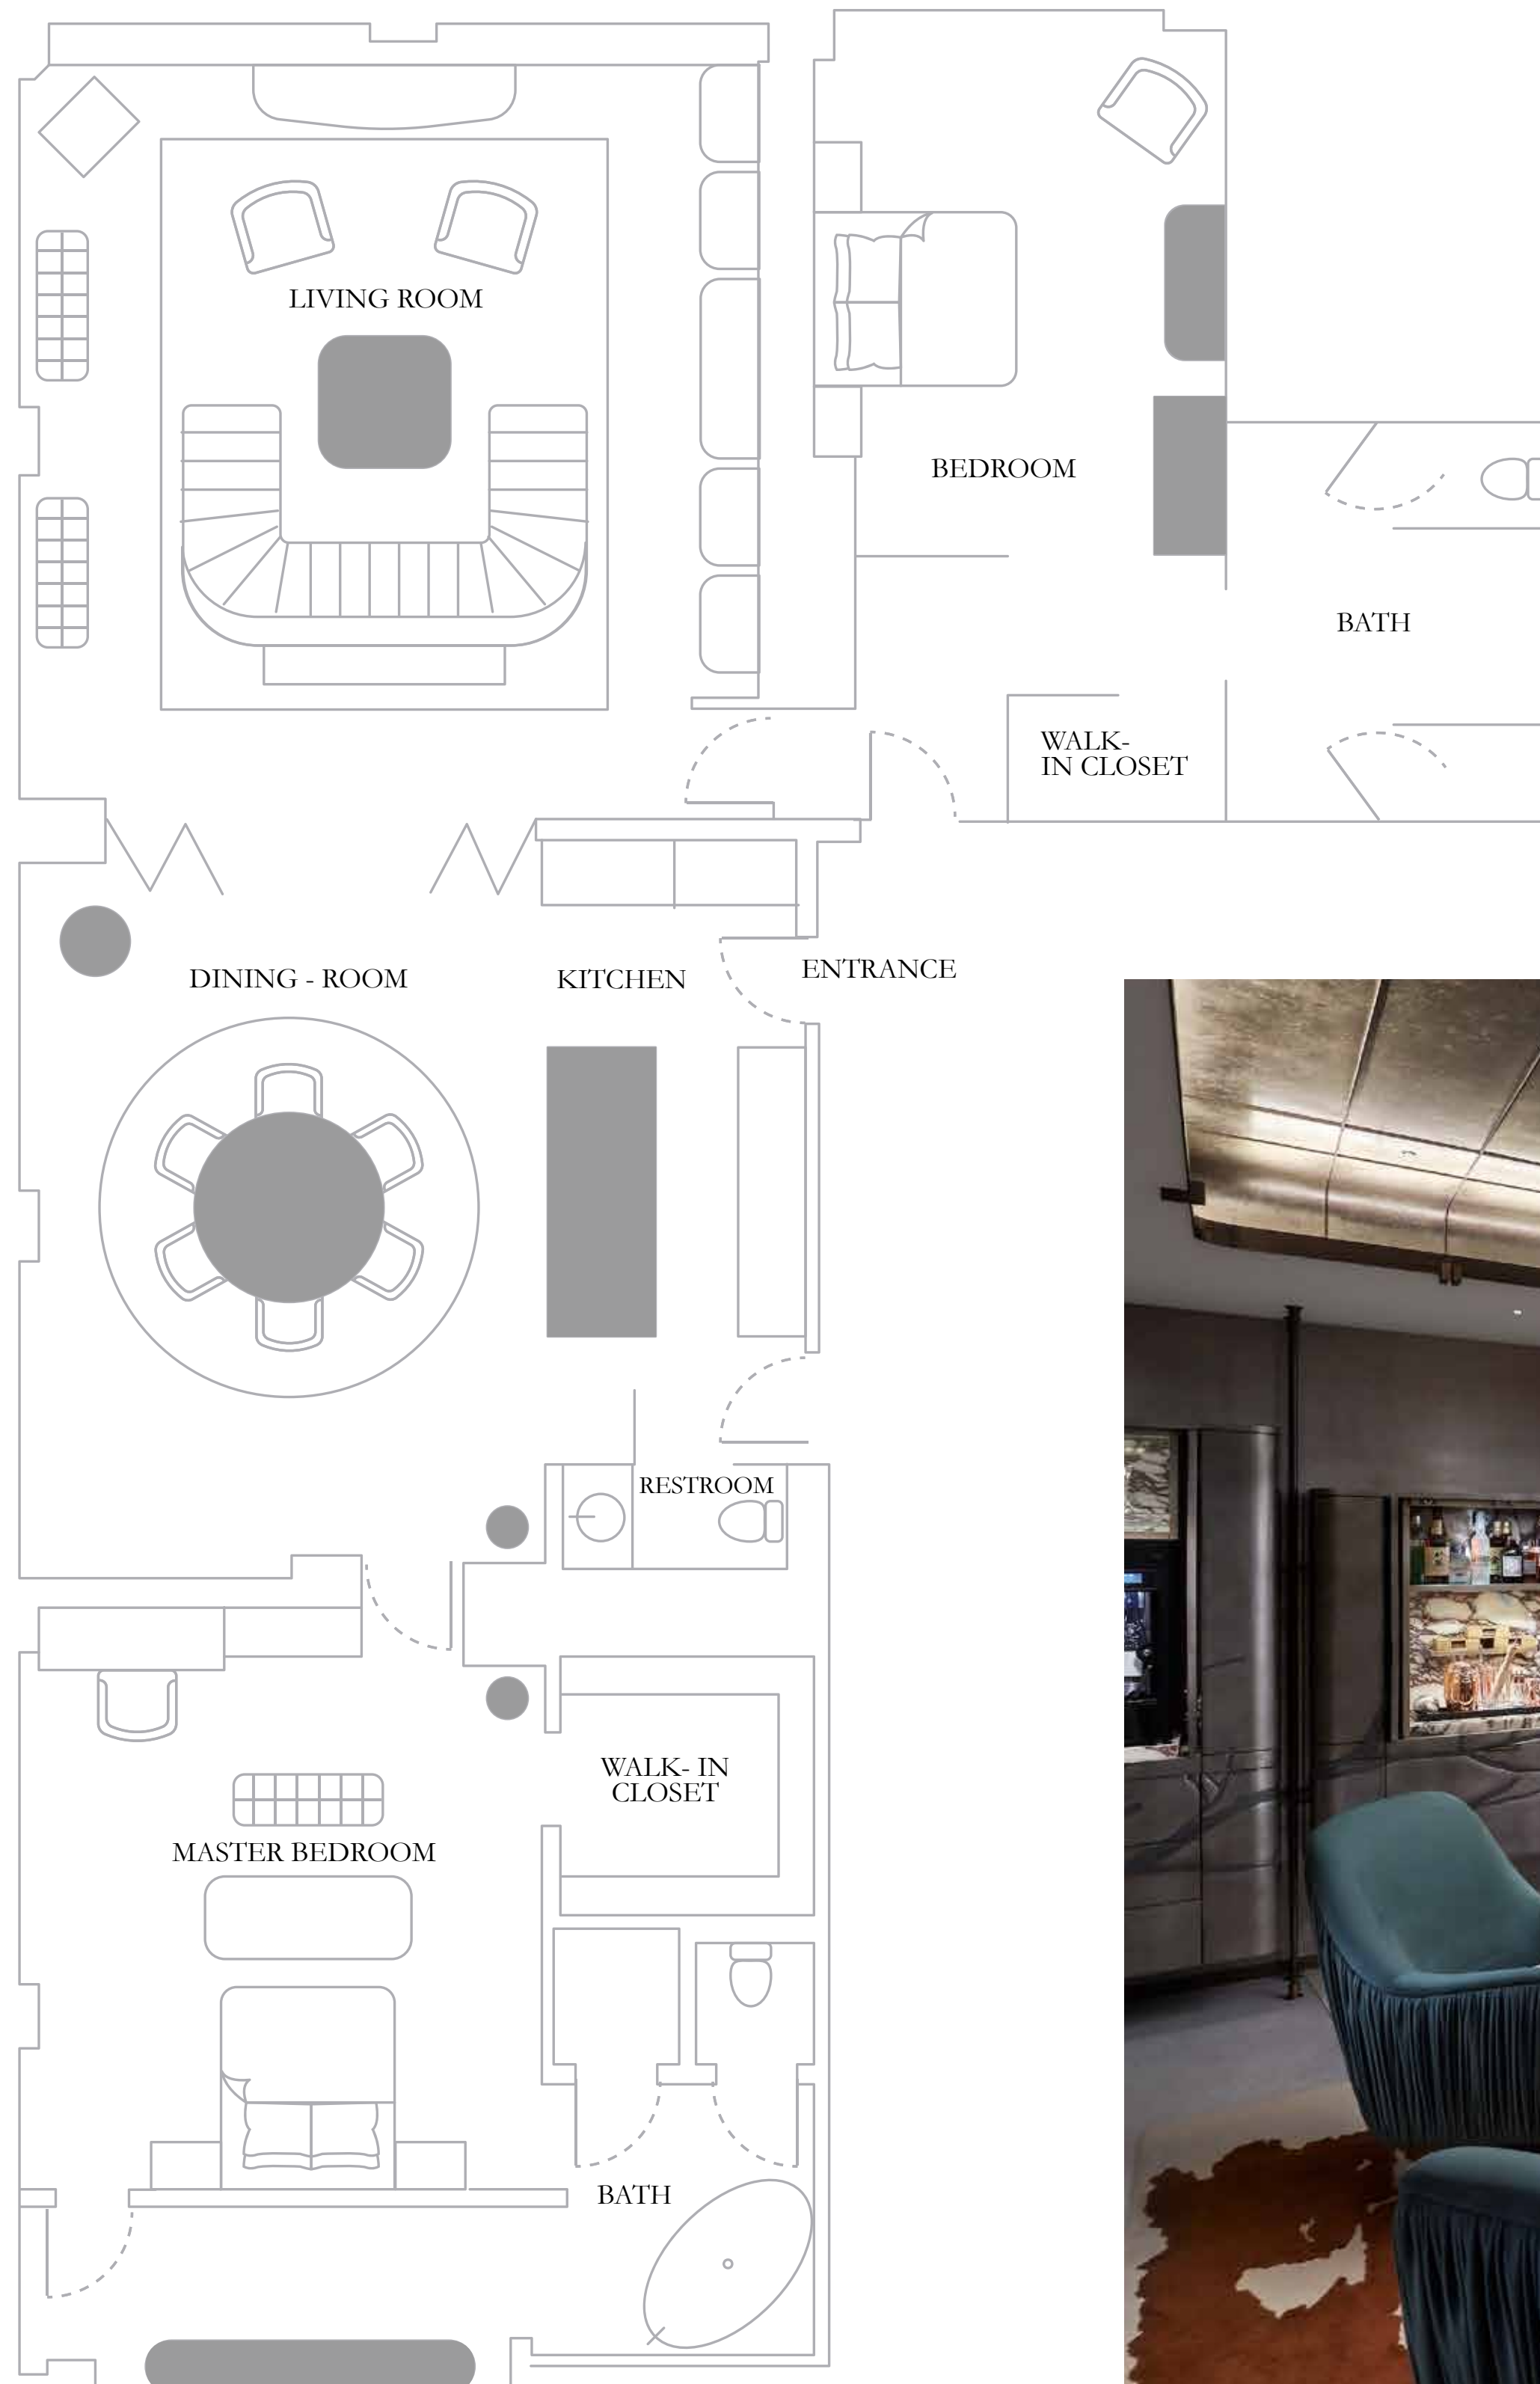 LIVING ROOM
BEDROOM
BATH
WALK-
IN CLOSET
DINING - ROOM
KITCHEN
ENTRANCE
RESTROOM
WALK- IN
CLOSET
MASTER BEDROOM
BATH